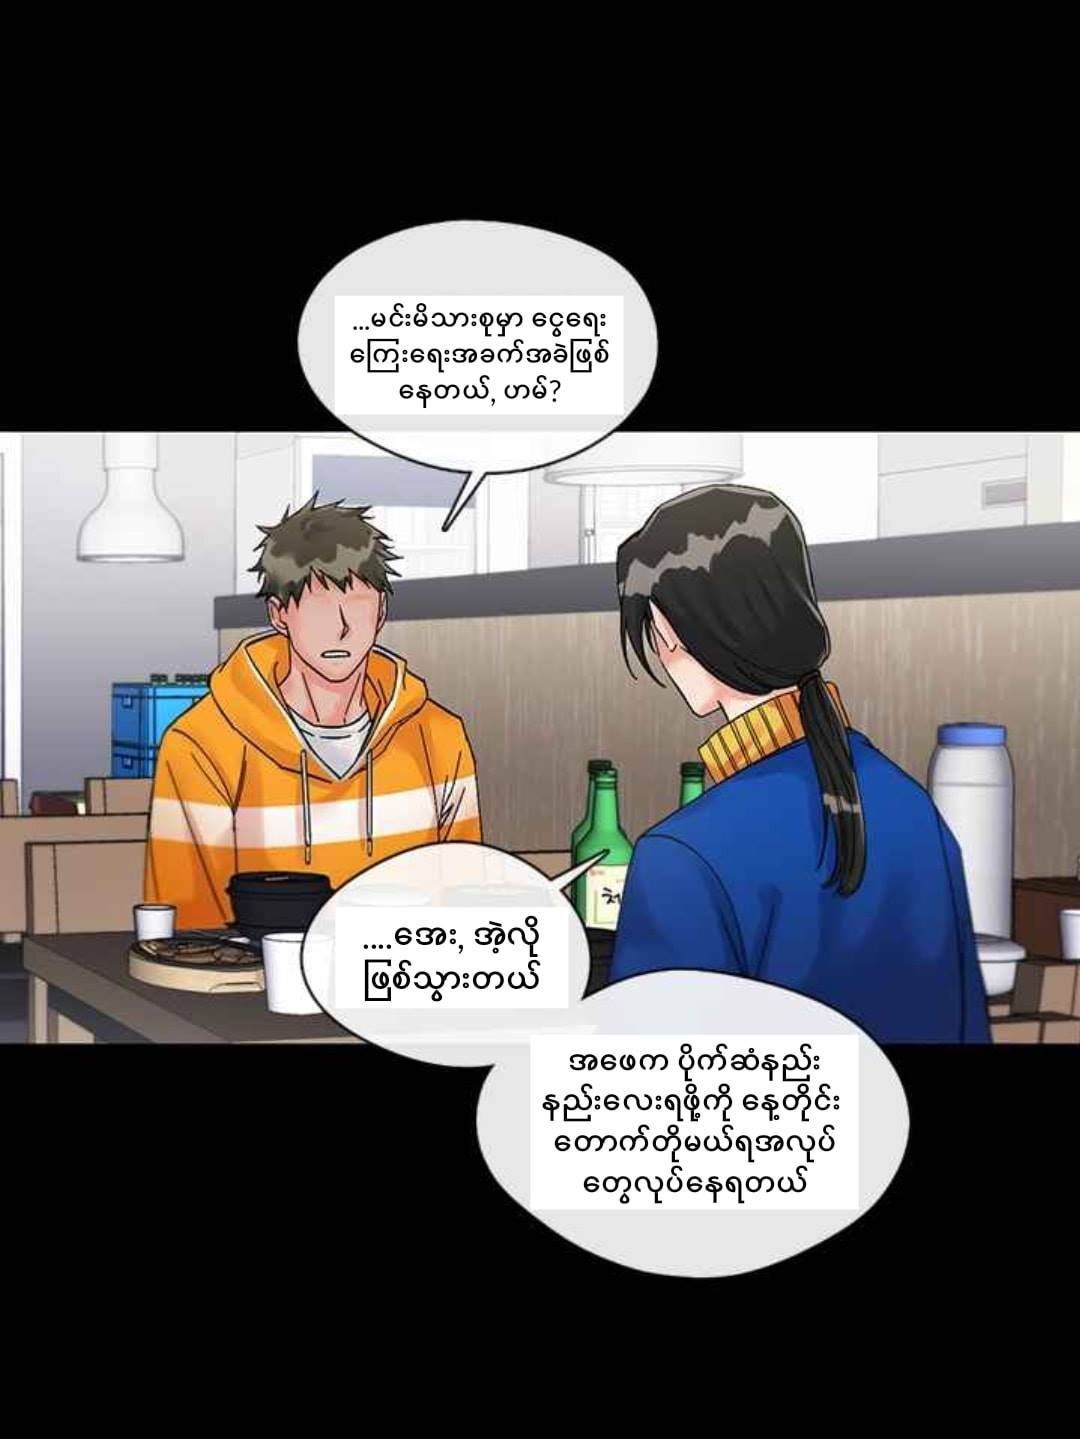 ...မင်းမိသားစုမှာ ငွေရေး
ကြေးရေးအခက်အခဲဖြစ်
နေတယ်, ဟမ်?
....အေး, အဲ့လို
ဖြစ်သွားတယ်
အဖေက ပိုက်ဆံနည်း
နည်းလေးရဖို့ကို နေ့တိုင်း
တောက်တိုမယ်ရအလုပ်
တွေလုပ်နေရတယ်